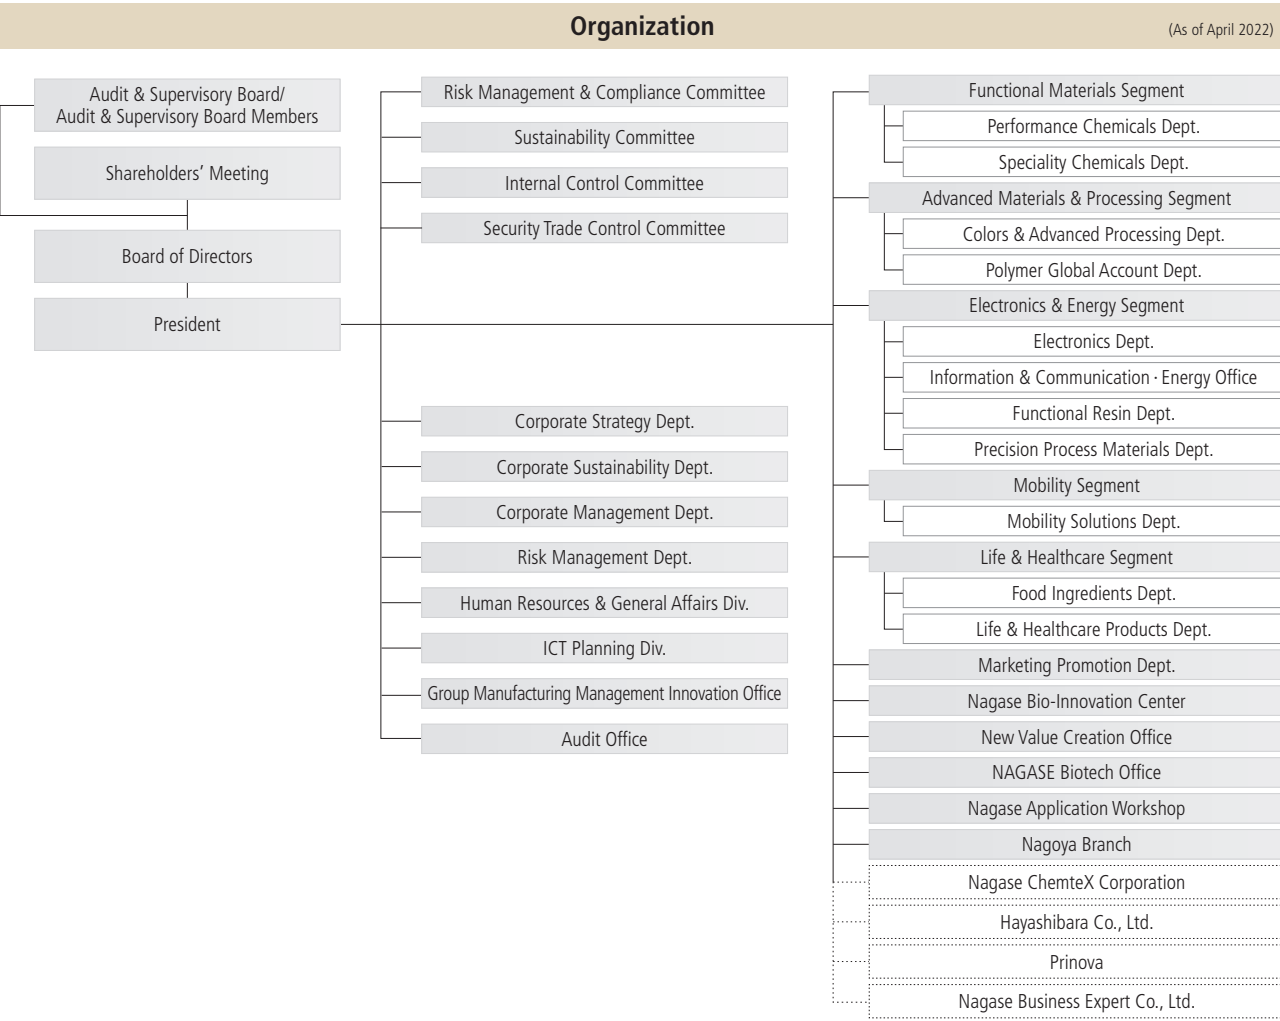 Organization
(As of April 2022)
Audit & Supervisory Board/
Audit & Supervisory Board Members
Shareholders’ Meeting
Board of Directors
President
Risk Management & Compliance Committee
Sustainability Committee
Internal Control Committee
Security Trade Control Committee
Corporate Strategy Dept.
Corporate Sustainability Dept.
Corporate Management Dept.
Risk Management Dept.
Human Resources & General Affairs Div.
ICT Planning Div.
Group Manufacturing Management Innovation Office
Audit Office
Functional Materials Segment
Performance Chemicals Dept.
Speciality Chemicals Dept.
Advanced Materials & Processing Segment
Colors & Advanced Processing Dept.
Polymer Global Account Dept.
Electronics & Energy Segment
Electronics Dept.
Information & Communication · Energy Office
Functional Resin Dept.
Precision Process Materials Dept.
Mobility Segment
Mobility Solutions Dept.
Life & Healthcare Segment
Food Ingredients Dept.
Life & Healthcare Products Dept.
Marketing Promotion Dept.
Nagase Bio-Innovation Center
New Value Creation Office
NAGASE Biotech Office
Nagase Application Workshop
Nagoya Branch
Nagase ChemteX Corporation
Hayashibara Co., Ltd.
Prinova
Nagase Business Expert Co., Ltd.